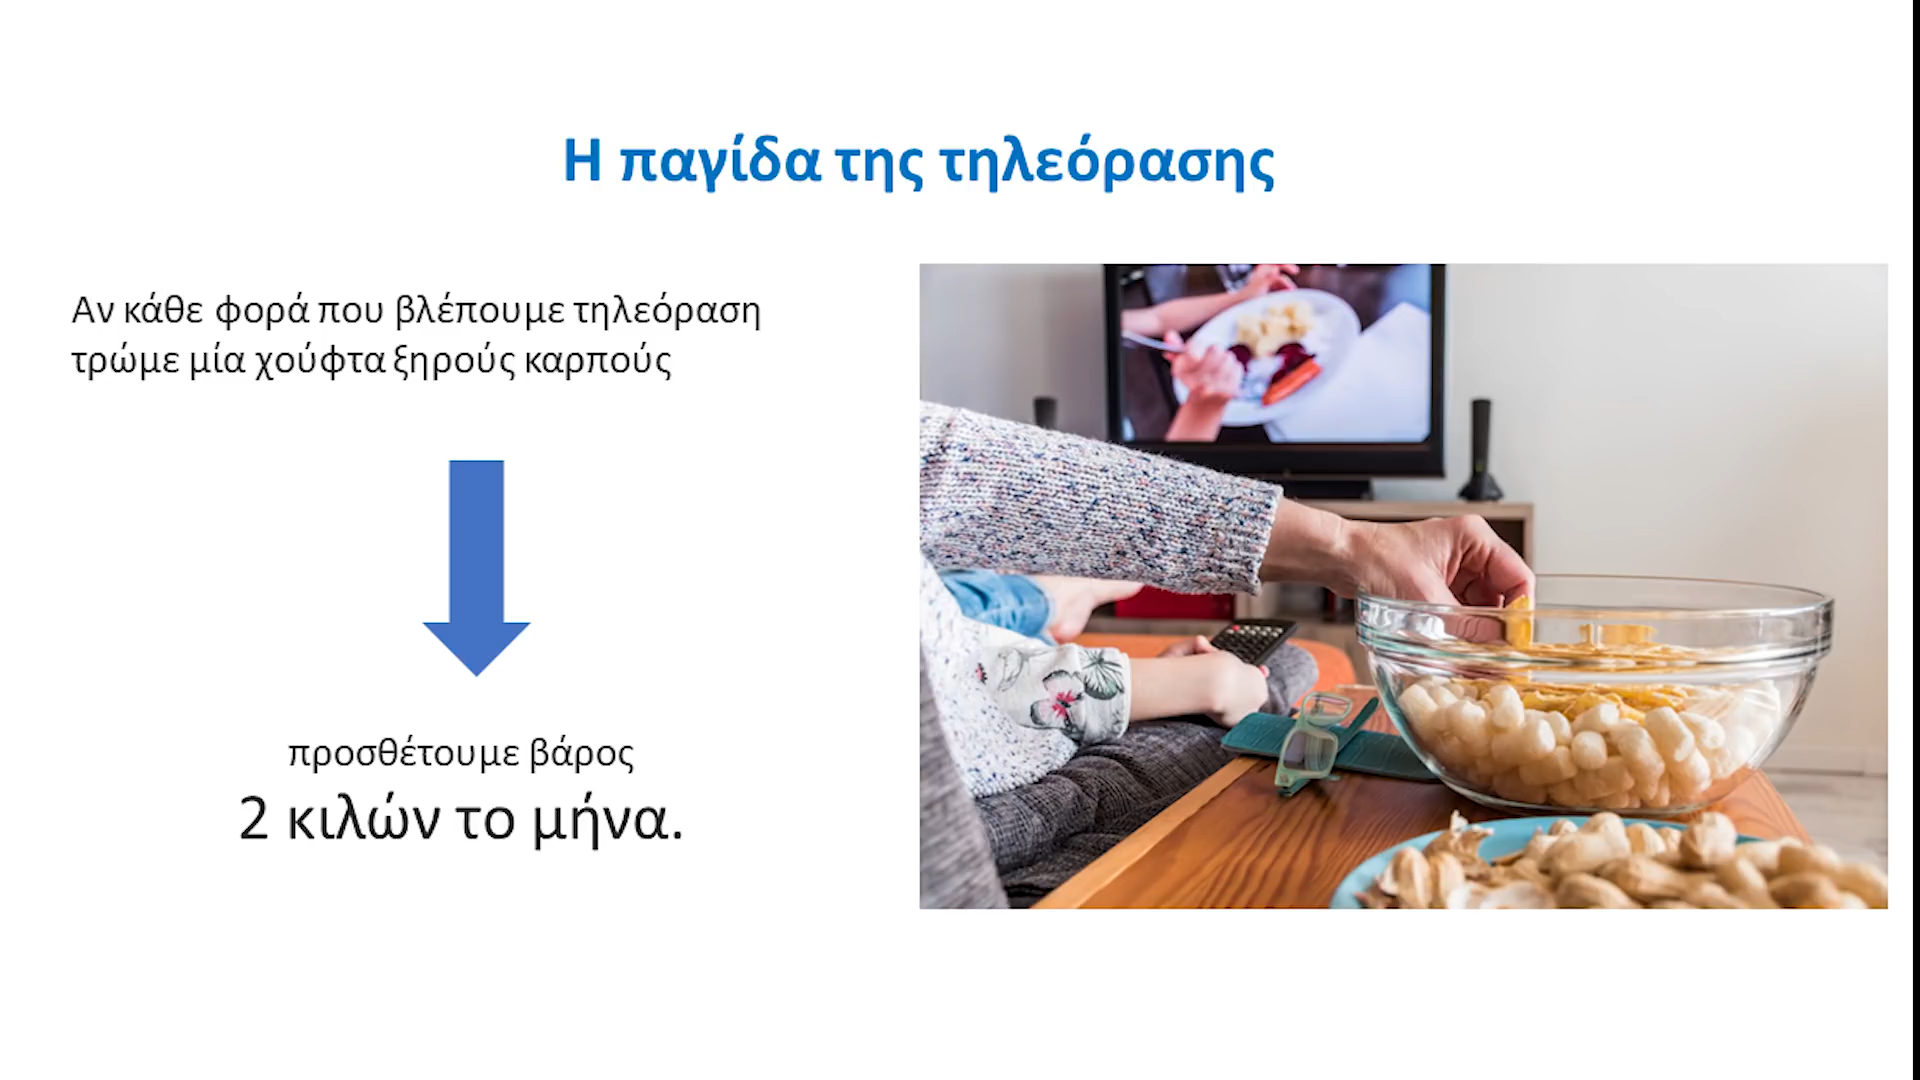 Η παγίδα της τηλεόρασης
Αν κάθε φορά που βλέπουμε τηλεόραση
τρώμε μία χούφτα ξηρούς καρπούς
προσθέτουμε βάρος
2 κιλών το μήνα.